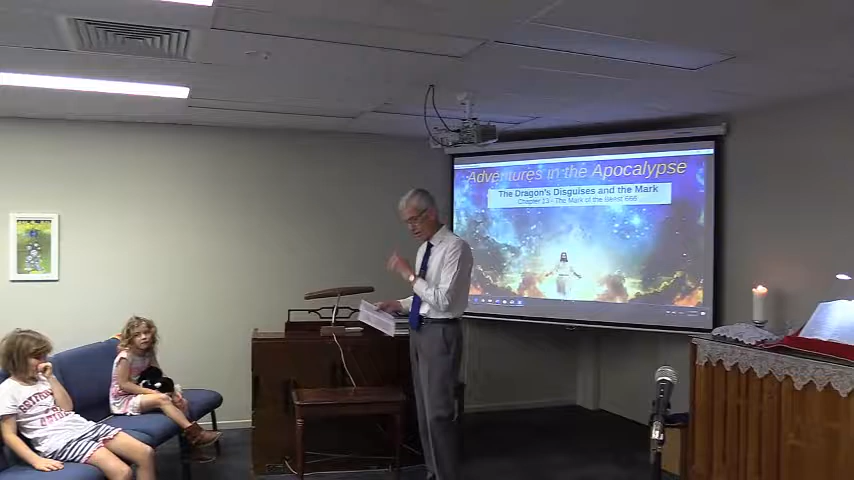 Adventures in the Apocalypse
The Dragon's Disguises and the Mark
Chapter 13 - The Mark of the Beast 666